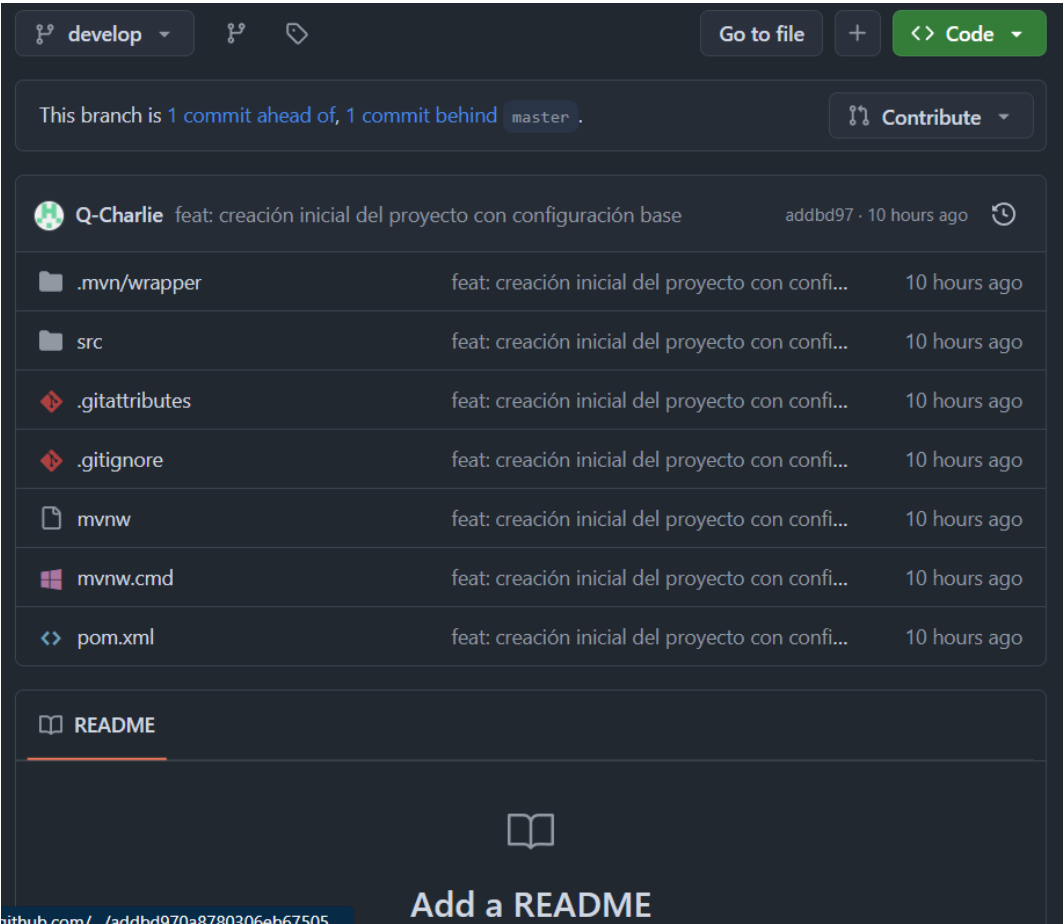 develop
Go to file
Code
This branch is 1 commit ahead of, 1 commit behind master .
Contribute
Q-Charlie feat: creación inicial del proyecto con configuración base addbd97 · 10 hours ago
.mvn/wrapper feat: creación inicial del proyecto con confi... 10 hours ago
src feat: creación inicial del proyecto con confi... 10 hours ago
.gitattributes feat: creación inicial del proyecto con confi... 10 hours ago
.gitignore feat: creación inicial del proyecto con confi... 10 hours ago
mvnw feat: creación inicial del proyecto con confi... 10 hours ago
mvnw.cmd feat: creación inicial del proyecto con confi... 10 hours ago
pom.xml feat: creación inicial del proyecto con confi... 10 hours ago
README
Add a README
github.com/.../addbd970a8780306eb67505...